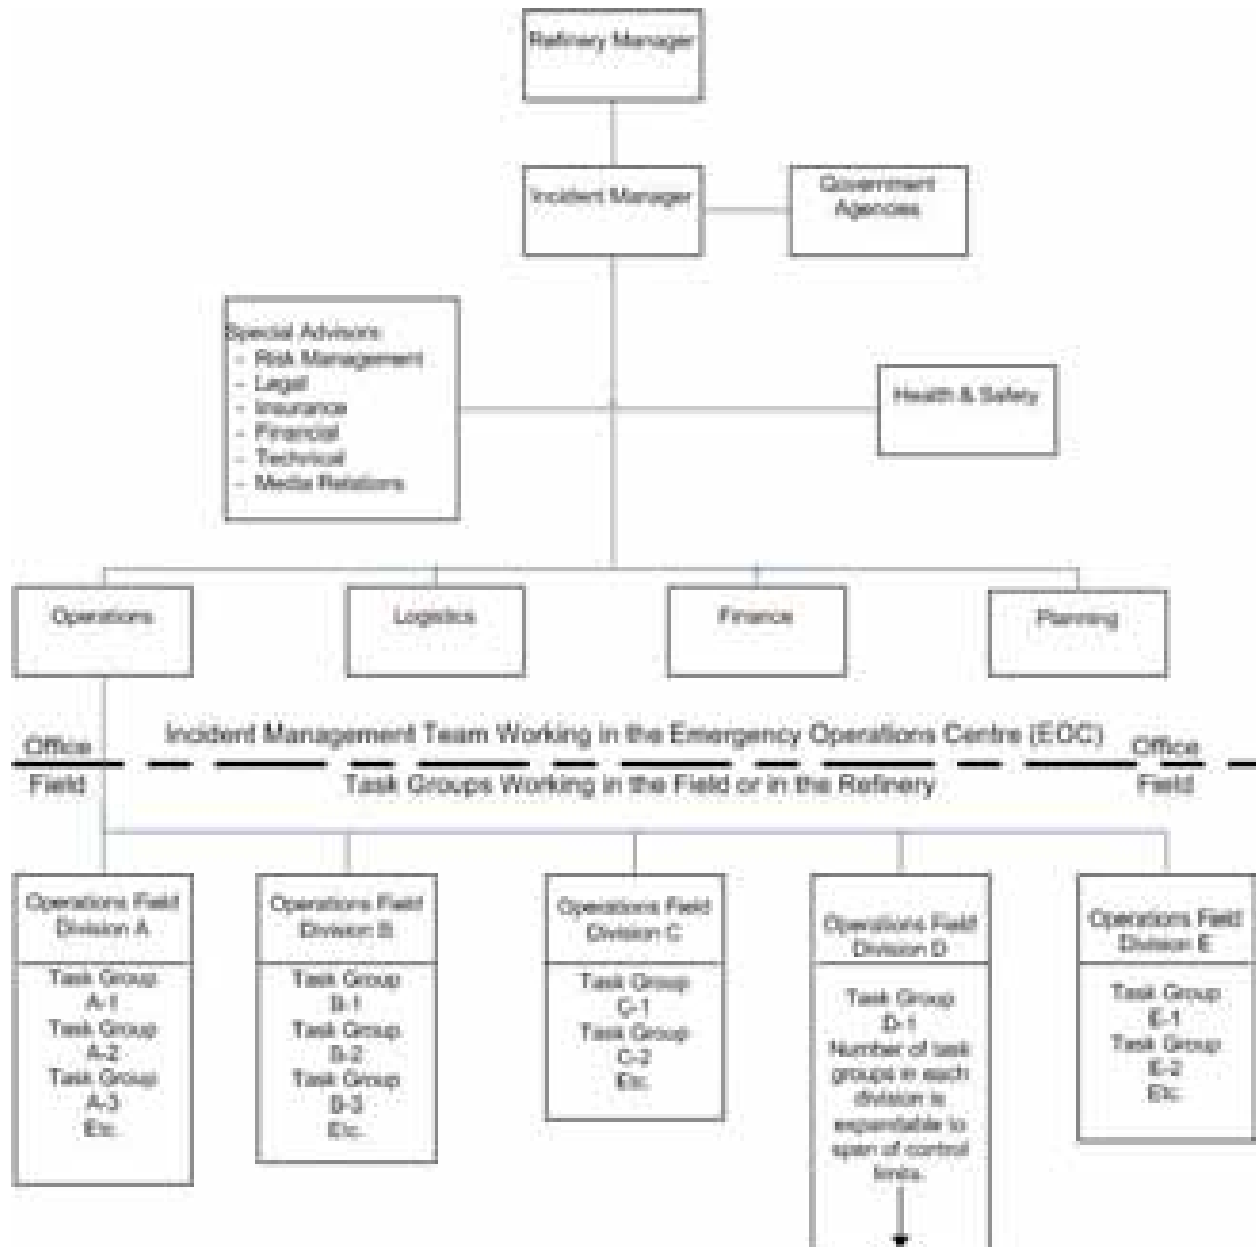 Refinery Manager
Incident Manager
Government
Agencies
Special Advisors
- Risk Management
- Legal
- Insurance
- Financial
- Technical
- Media Relations
Health & Safety
Operations
Logistics
Finance
Planning
Incident Management Team Working in the Emergency Operations Centre (EOC)
Office
Office
Field
Task Groups Working in the Field or in the Refinery
Field
Operations Field
Division A
Task Group
A-1
Task Group
A-2
Task Group
A-3
Etc.
Operations Field
Division B
Task Group
B-1
Task Group
B-2
Task Group
B-3
Etc.
Operations Field
Division C
Task Group
C-1
Task Group
C-2
Etc.
Operations Field
Division D
Task Group
D-1
Number of task
groups in each
division is
expandable to
span of control
limits.
Operations Field
Division E
Task Group
E-1
Task Group
E-2
Etc.